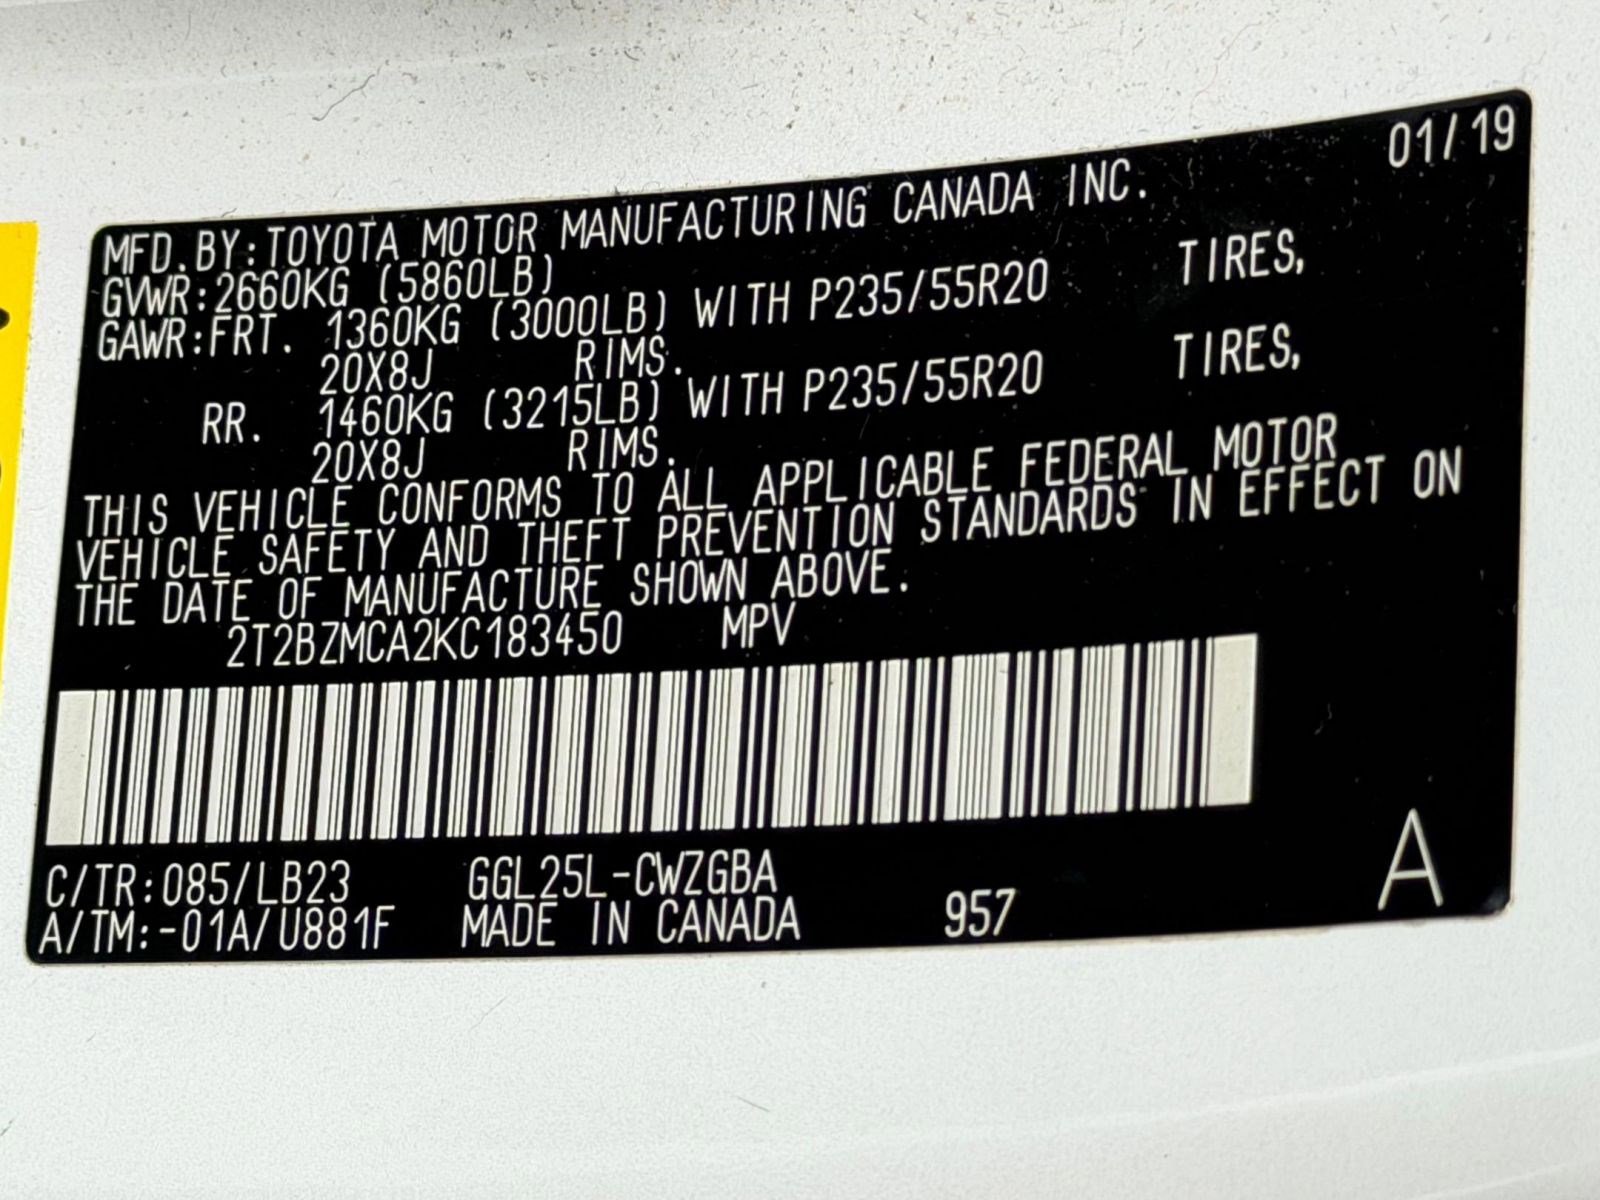 01/19
MFD. BY: TOYOTA MOTOR MANUFACTURING CANADA INC.
GVWR: 2660KG (5860LB)
GAWR: FRT. 1360KG (3000LB) WITH P235/55R20 TIRES,
20X8J RIMS.
RR. 1460KG (3215LB) WITH P235/55R20 TIRES,
20X8J RIMS.
THIS VEHICLE CONFORMS TO ALL APPLICABLE FEDERAL MOTOR
VEHICLE SAFETY AND THEFT PREVENTION STANDARDS IN EFFECT ON
THE DATE OF MANUFACTURE SHOWN ABOVE.
2T2BZMCA2KC183450 MPV
C/TR: 085/LB23 GGL25L-CWZGBA
A/TM: -01A/U881F MADE IN CANADA 957
A